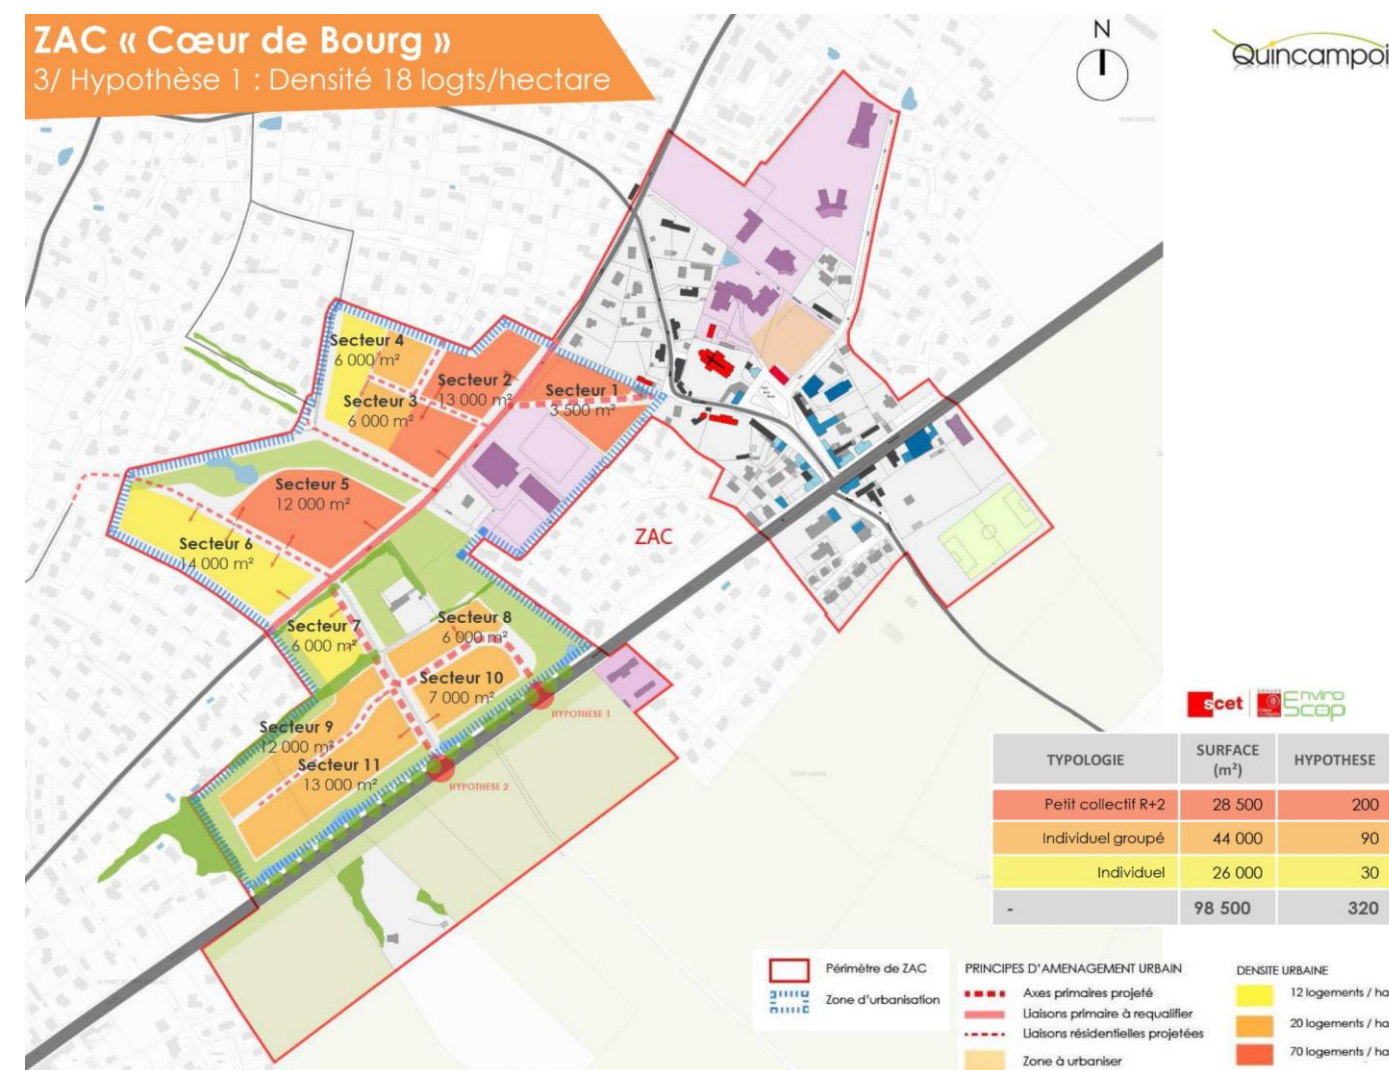 ZAC « Cœur de Bourg »
3/ Hypothèse 1 : Densité 18 logts/hectare
N
Quincampoi
Secteur 4
6 000 m²
Secteur 2
13 000 m²
Secteur 1
3 500 m²
Secteur 3
6 000 m²
Secteur 5
12 000 m²
Secteur 6
14 000 m²
ZAC
Secteur 7
6 000 m²
Secteur 8
6 000 m²
Secteur 10
7 000 m²
HYPOTHESE 1
Secteur 9
12 000 m²
Secteur 11
13 000 m²
HYPOTHESE 2
scet
Enviro
Scop
TYPOLOGIE SURFACE (m²) HYPOTHESE
Petit collectif R+2 28 500 200
Individuel groupé 44 000 90
Individuel 26 000 30
- 98 500 320
Périmètre de ZAC
Zone d'urbanisation
PRINCIPES D'AMENAGEMENT URBAIN
Axes primaires projeté
Liaisons primaire à requalifier
Liaisons résidentielles projetées
Zone à urbaniser
DENSITE URBAINE
12 logements / ha
20 logements / ha
70 logements / ha